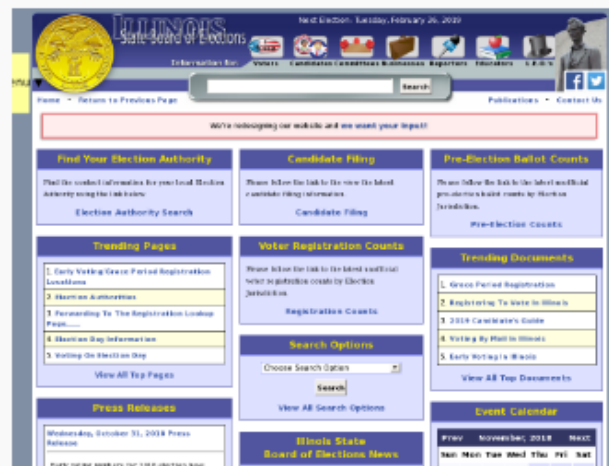 Next Election: Tuesday, February 26, 2019
ILLINOIS
State Board of Elections
Information for:
Voters Candidates Committees Businesses Reporters Educators I.E.O's
Search
Home - Return to Previous Page
Publications - Contact Us
We're redesigning our website and we want your input!
Find Your Election Authority
Find the contact information for your local Election
Authority using the link below.
Election Authority Search
Candidate Filing
Please follow the link to the view the latest
candidate filing information.
Candidate Filing
Pre-Election Ballot Counts
Please follow the link to the latest unofficial
pre-election ballot counts by Election
Jurisdiction.
Pre-Election Counts
Trending Pages
1. Early Voting/Grace Period Registration
Locations
2. Election Authorities
3. Forwarding To The Registration Lookup
Page......
4. Election Day Information
5. Voting On Election Day
View All Top Pages
Voter Registration Counts
Please follow the link to the latest unofficial
voter registration counts by Election
Jurisdiction.
Registration Counts
Trending Documents
1. Grace Period Registration
2. Registering To Vote In Illinois
3. 2019 Candidate's Guide
4. Voting By Mail In Illinois
5. Early Voting in Illinois
View All Top Documents
Search Options
Choose Search Option
Search
View All Search Options
Press Releases
Wednesday, October 31, 2018 Press
Release
Illinois State
Board of Elections News
Event Calendar
Prev November, 2018 Next
Sun Mon Tue Wed Thu Fri Sat